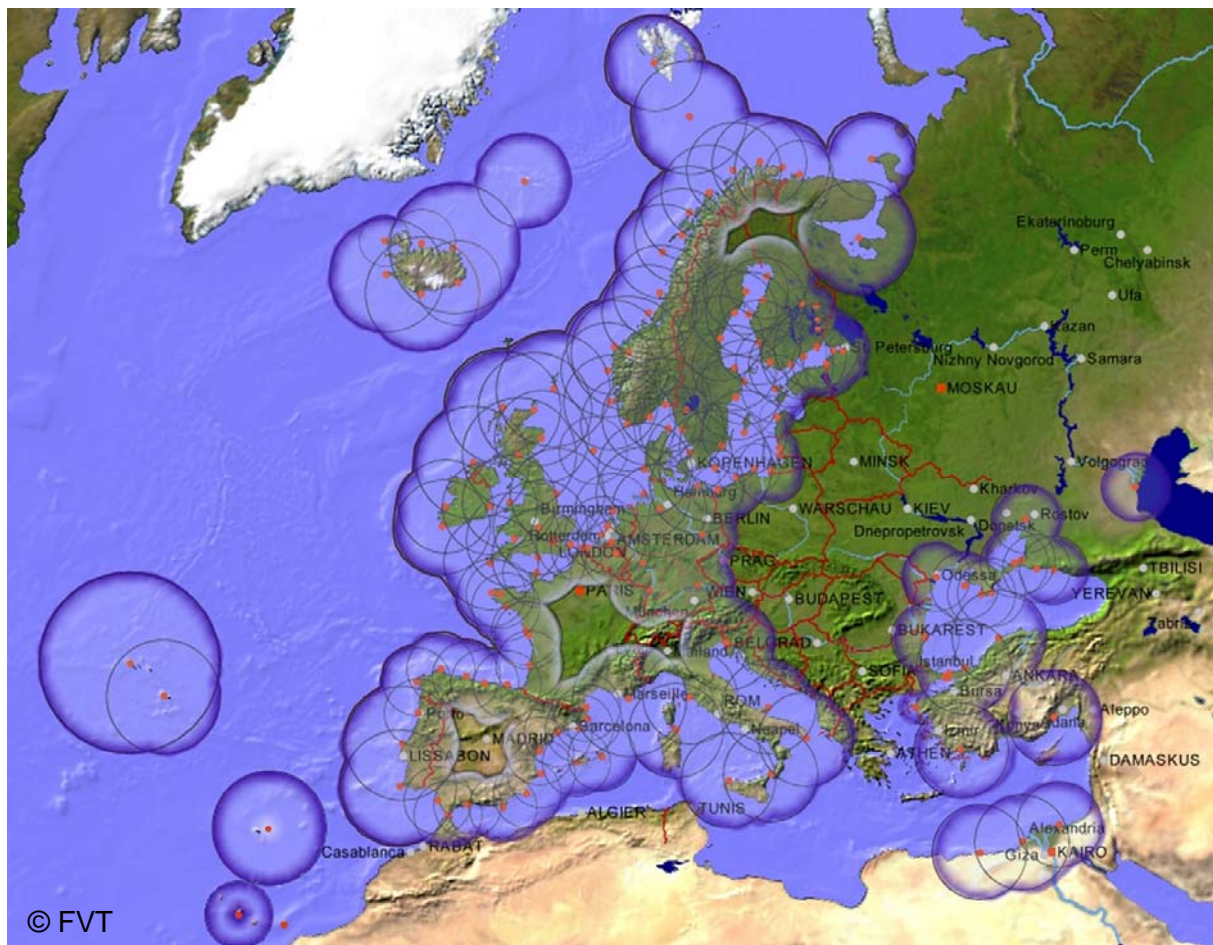 Ekaterinoburg
Perm
Chelyabinsk
Ufa
Kazan
St. Petersburg
Nizhny Novgorod
Samara
MOSKAU
KOPENHAGEN
MINSK
Volgograd
Hamburg
Kharkov
Birmingham
BERLIN
WARSCHAU
KIEV
Donetsk
Rostov
Dnepropetrovsk
Rotterdam
AMSTERDAM
LONDON
PRAG
TBILISI
Odessa
PARIS
WIEN
BUDAPEST
YEREVAN
München
Tabriz
BUKAREST
BELGRAD
Mailand
Istanbul
SOFIA
ANKARA
Marseille
ROM
Bursa
Porto
Barcelona
Neapel
Izmir
Konya
Adana
Aleppo
MADRID
LISSABON
ATHEN
DAMASKUS
TUNIS
ALGIER
Alexandria
Casablanca
RABAT
Giza
KAIRO
© FVT